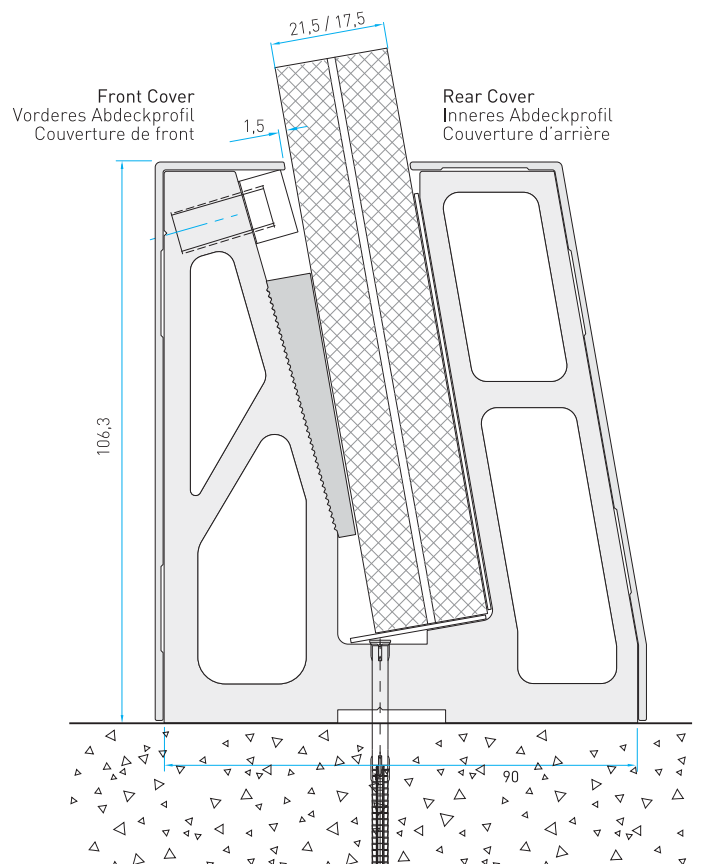 21,5 / 17,5
Front Cover
Vorderes Abdeckprofil
Couverture de front
Rear Cover
Inneres Abdeckprofil
Couverture d'arrière
1,5
106,3
90